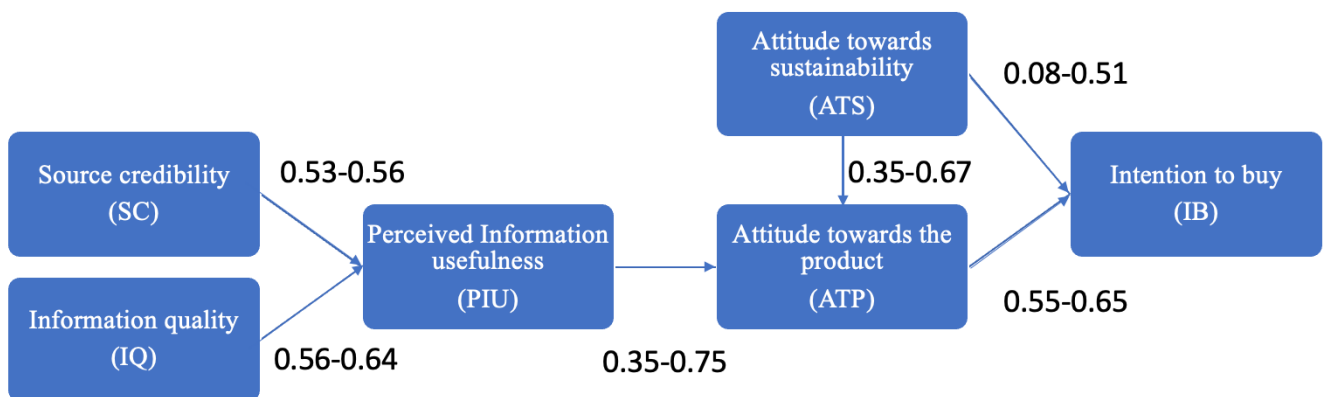 Attitude towards
sustainability
(ATS)
0.08-0.51
Source credibility
(SC)
0.53-0.56
0.35-0.67
Intention to buy
(IB)
Perceived Information
usefulness
(PIU)
Attitude towards the
product
(ATP)
Information quality
(IQ)
0.56-0.64
0.35-0.75
0.55-0.65